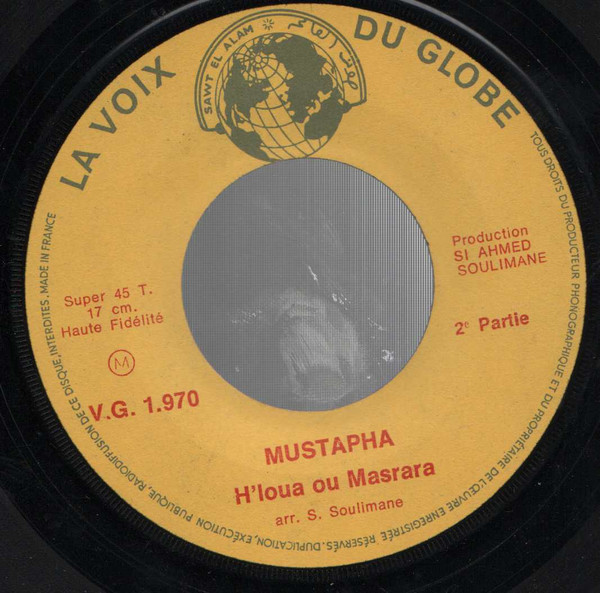 LA VOIX DU GLOBE
SAWT EL ALAM
صوت العالم
Production
SI AHMED
SOULIMANE
Super 45 T.
17 cm.
Haute Fidélité
2e Partie
M
V.G. 1.970
MUSTAPHA
H'loua ou Masrara
arr. S. Soulimane
TOUS DROITS DU PRODUCTEUR PHONOGRAPHIQUE ET DU PROPRIÉTAIRE DE L'ŒUVRE ENREGISTRÉE RÉSERVÉS. DUPLICATION, EXÉCUTION PUBLIQUE, RADIODIFFUSION DE CE DISQUE, INTERDITES. MADE IN FRANCE